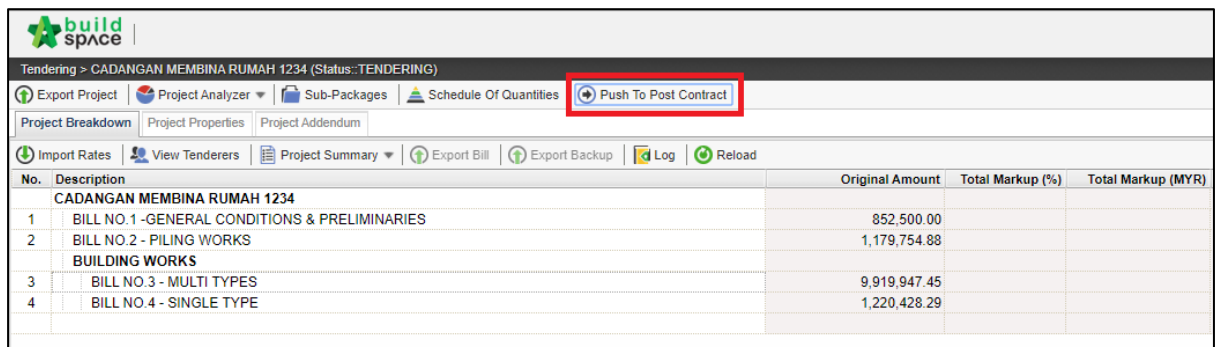 build
space
Tendering > CADANGAN MEMBINA RUMAH 1234 (Status::TENDERING)
Export Project Project Analyzer Sub-Packages Schedule Of Quantities Push To Post Contract
Project Breakdown Project Properties Project Addendum
Import Rates View Tenderers Project Summary Export Bill Export Backup Log Reload
No. Description Original Amount Total Markup (%) Total Markup (MYR)
CADANGAN MEMBINA RUMAH 1234
1 BILL NO.1 -GENERAL CONDITIONS & PRELIMINARIES 852,500.00
2 BILL NO.2 - PILING WORKS 1,179,754.88
BUILDING WORKS
3 BILL NO.3 - MULTI TYPES 9,919,947.45
4 BILL NO.4 - SINGLE TYPE 1,220,428.29